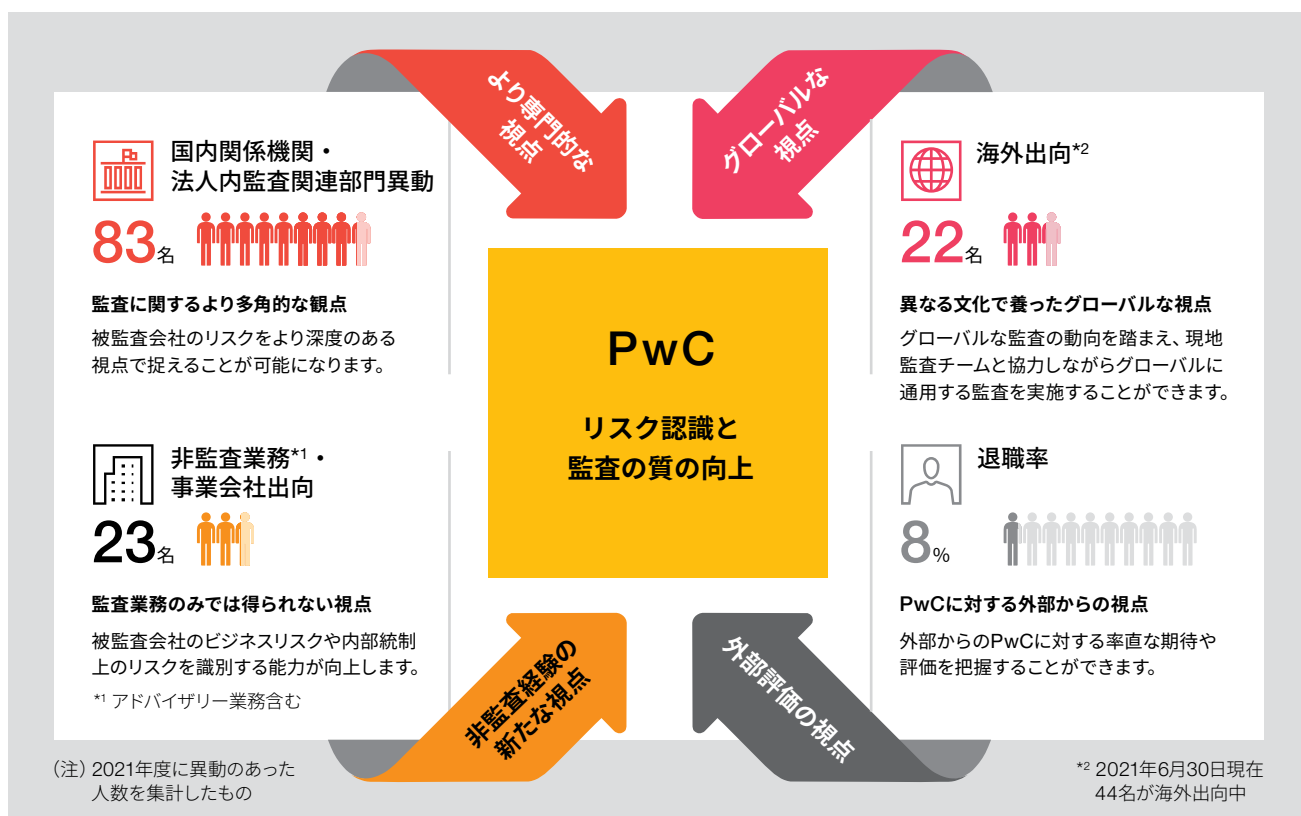 より専門的な
視点
グローバルな
視点
国内関係機関・
法人内監査関連部門異動
83名
監査に関するより多角的な観点
被監査会社のリスクをより深度のある
視点で捉えることが可能になります。
海外出向*2
22名
異なる文化で養ったグローバルな視点
グローバルな監査の動向を踏まえ、現地
監査チームと協力しながらグローバルに
通用する監査を実施することができます。
PwC
リスク認識と
監査の質の向上
非監査業務*1・
事業会社出向
23名
監査業務のみでは得られない視点
被監査会社のビジネスリスクや内部統制
上のリスクを識別する能力が向上します。
*1 アドバイザリー業務含む
退職率
8%
PwCに対する外部からの視点
外部からのPwCに対する率直な期待や
評価を把握することができます。
非監査経験の
新たな視点
外部評価の視点
（注）2021年度に異動のあった
人数を集計したもの
*2 2021年6月30日現在
44名が海外出向中